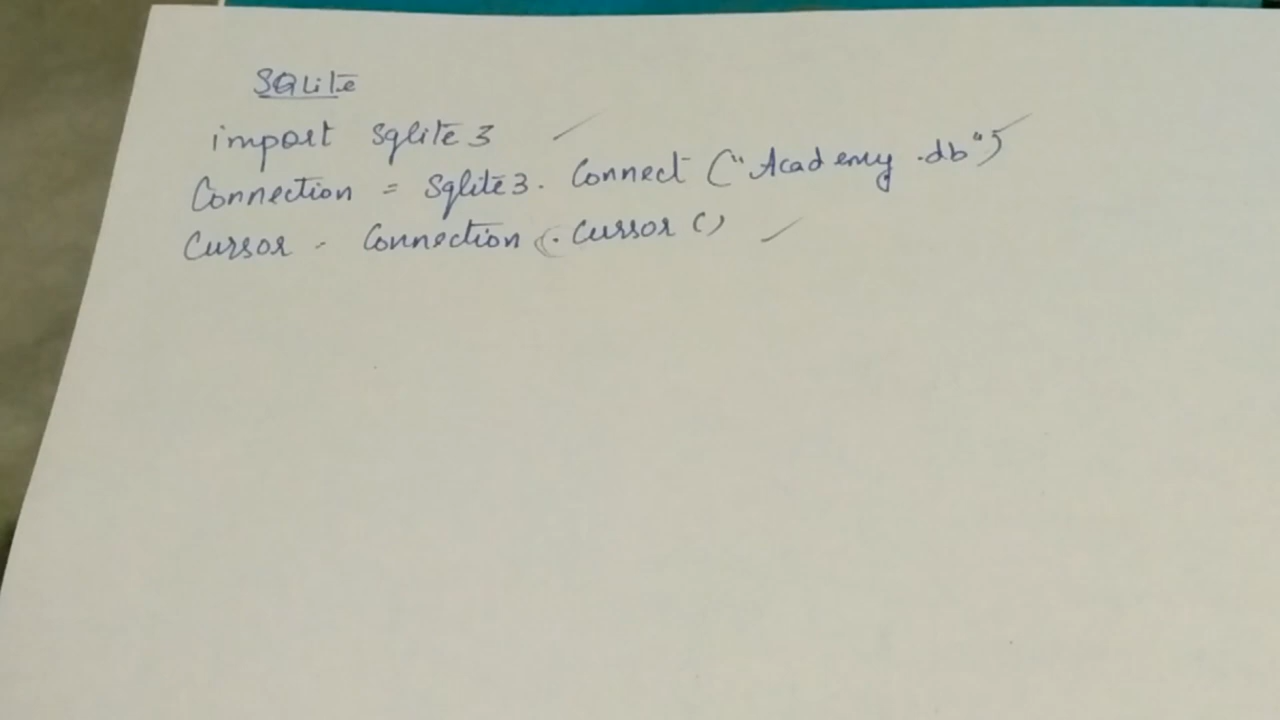 SQLite
import sqlite3
Connection = Sqlite3. Connect ("Academy.db")
Cursor - Connection . Cursor ()